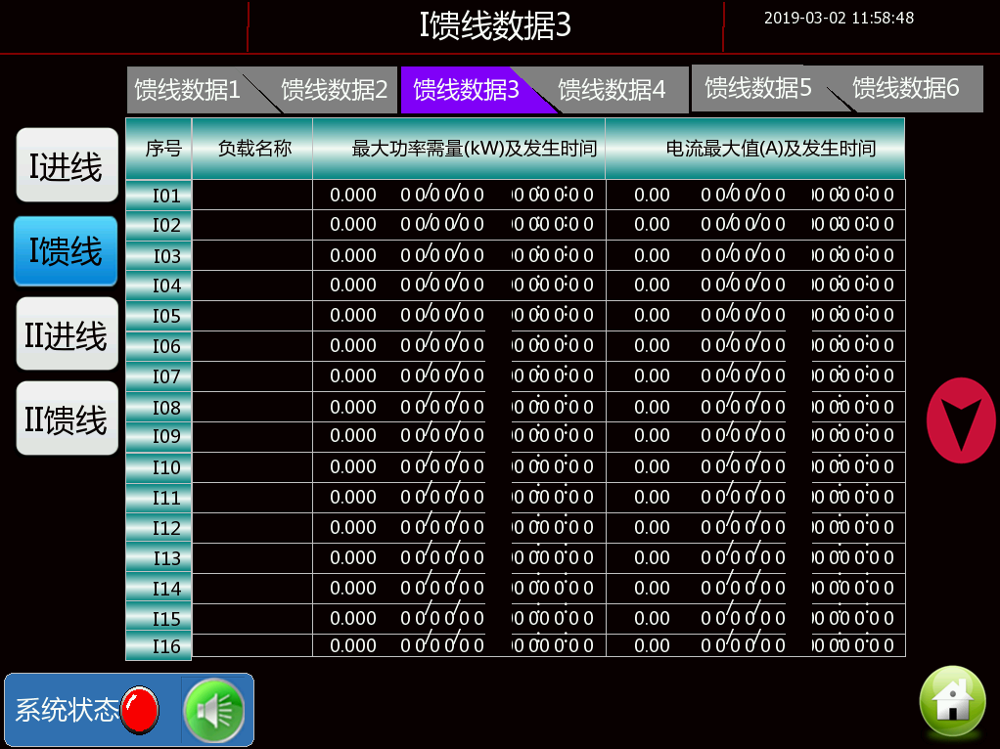 I馈线数据3
2019-03-02 11:58:48
馈线数据1 馈线数据2 馈线数据3 馈线数据4 馈线数据5 馈线数据6
I进线
I馈线
II进线
II馈线
序号 负载名称 最大功率需量(kW)及发生时间 电流最大值(A)及发生时间
I01 0.000 00/00/00 00:00:00 0.00 00/00/00 00:00:00
I02 0.000 00/00/00 00:00:00 0.00 00/00/00 00:00:00
I03 0.000 00/00/00 00:00:00 0.00 00/00/00 00:00:00
I04 0.000 00/00/00 00:00:00 0.00 00/00/00 00:00:00
I05 0.000 00/00/00 00:00:00 0.00 00/00/00 00:00:00
I06 0.000 00/00/00 00:00:00 0.00 00/00/00 00:00:00
I07 0.000 00/00/00 00:00:00 0.00 00/00/00 00:00:00
I08 0.000 00/00/00 00:00:00 0.00 00/00/00 00:00:00
I09 0.000 00/00/00 00:00:00 0.00 00/00/00 00:00:00
I10 0.000 00/00/00 00:00:00 0.00 00/00/00 00:00:00
I11 0.000 00/00/00 00:00:00 0.00 00/00/00 00:00:00
I12 0.000 00/00/00 00:00:00 0.00 00/00/00 00:00:00
I13 0.000 00/00/00 00:00:00 0.00 00/00/00 00:00:00
I14 0.000 00/00/00 00:00:00 0.00 00/00/00 00:00:00
I15 0.000 00/00/00 00:00:00 0.00 00/00/00 00:00:00
I16 0.000 00/00/00 00:00:00 0.00 00/00/00 00:00:00
系统状态